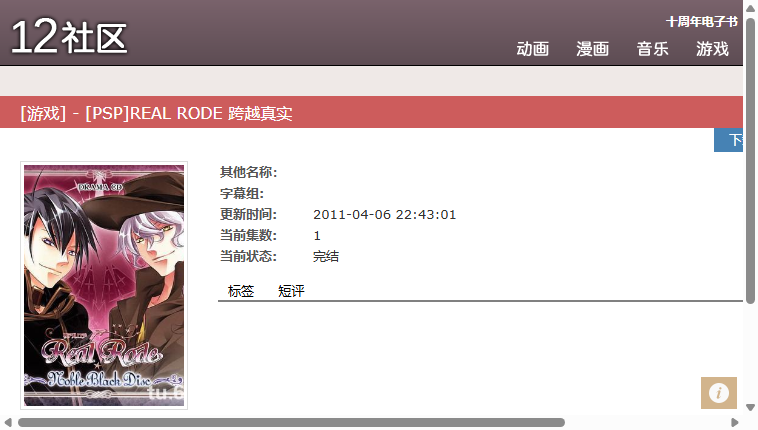 12社区
十周年电子书
动画 漫画 音乐 游戏
[游戏] - [PSP]REAL RODE 跨越真实
其他名称:
字幕组:
更新时间: 2011-04-06 22:43:01
当前集数: 1
当前状态: 完结
标签 短评
DRAMA CD
Real Rode
Noble Black Disc
tu.6
i